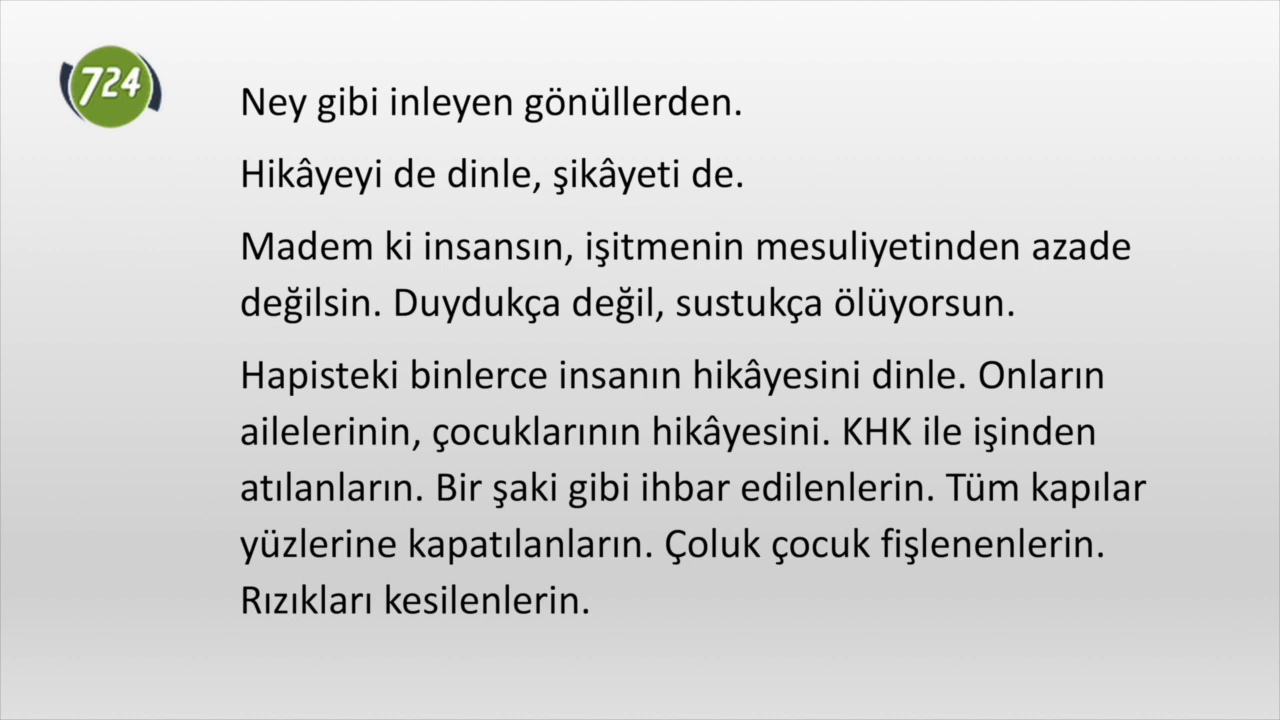 724
Ney gibi inleyen gönüllerden.
Hikâyeyi de dinle, şikâyeti de.
Madem ki insansın, işitmenin mesuliyetinden azade
değilsin. Duydukça değil, sustukça ölüyorsun.
Hapisteki binlerce insanın hikâyesini dinle. Onların
ailelerinin, çocuklarının hikâyesini. KHK ile işinden
atılanların. Bir şaki gibi ihbar edilenlerin. Tüm kapılar
yüzlerine kapatılanların. Çoluk çocuk fişlenenlerin.
Rızıkları kesilenlerin.